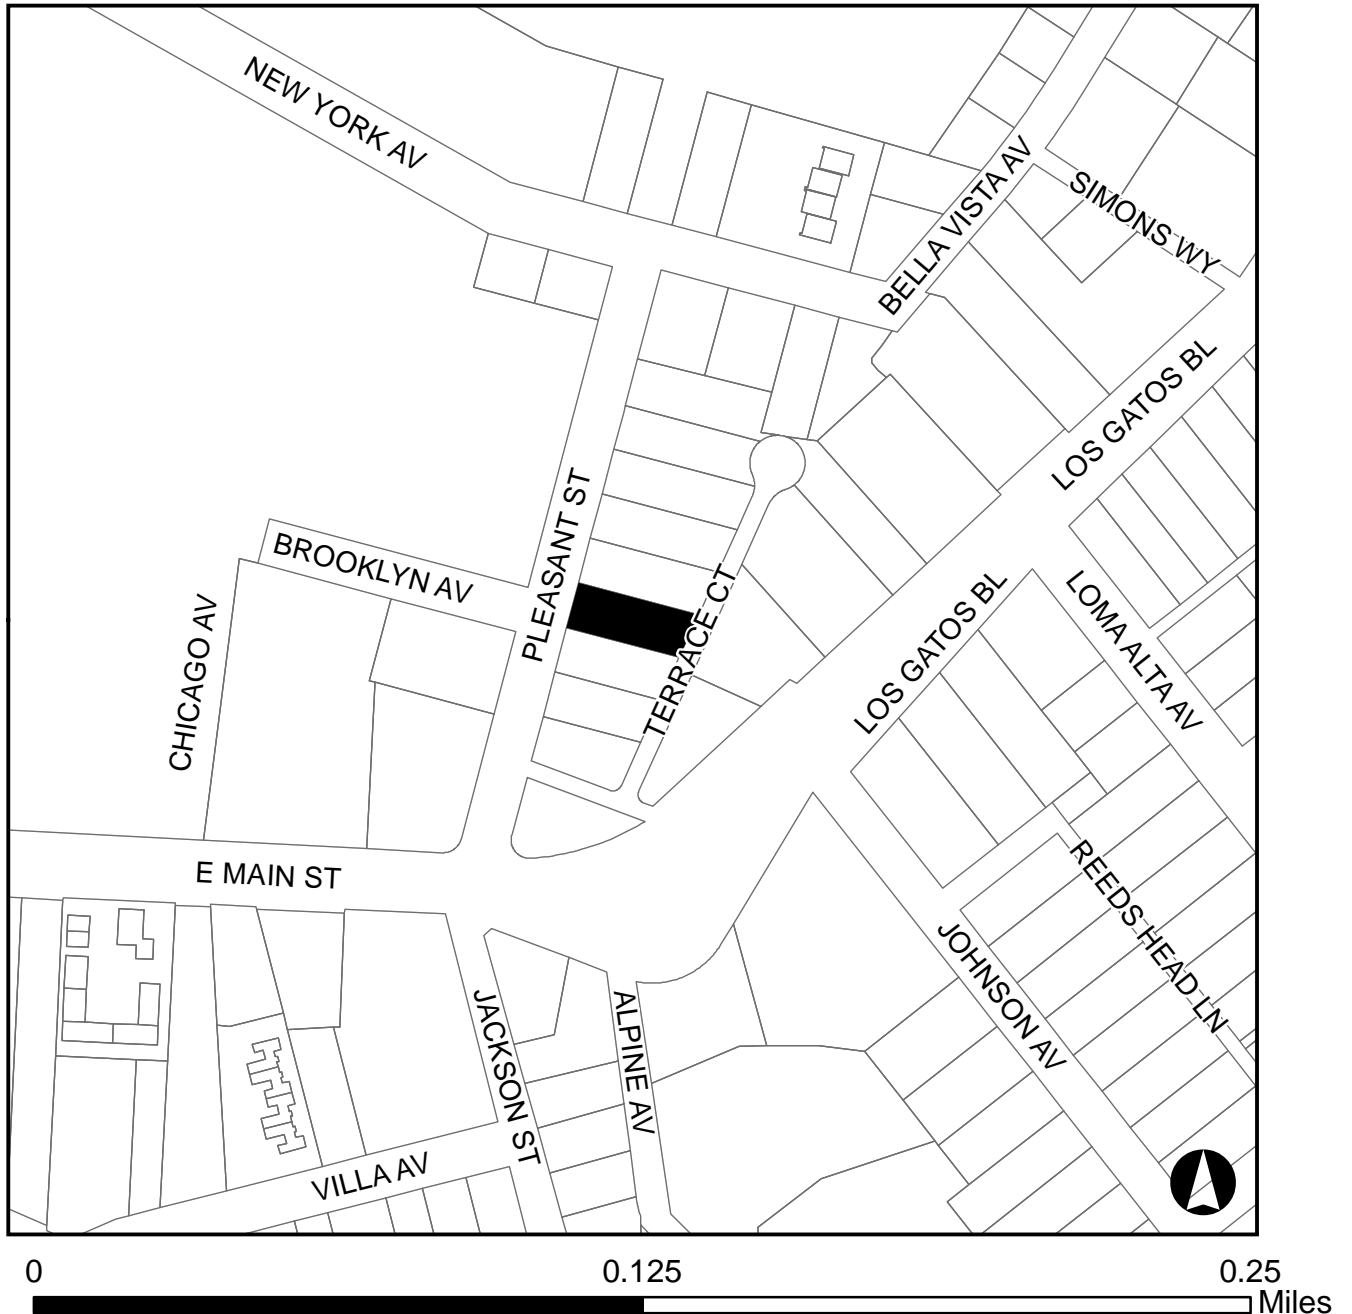 NEW YORK AV
BELLA VISTA AV
SIMONS WY
LOS GATOS BL
PLEASANT ST
BROOKLYN AV
TERRACE CT
LOS GATOS BL
LOMA ALTA AV
CHICAGO AV
E MAIN ST
REEDS HEAD LN
JOHNSON AV
JACKSON ST
ALPINE AV
VILLA AV
0 0.125 0.25
Miles